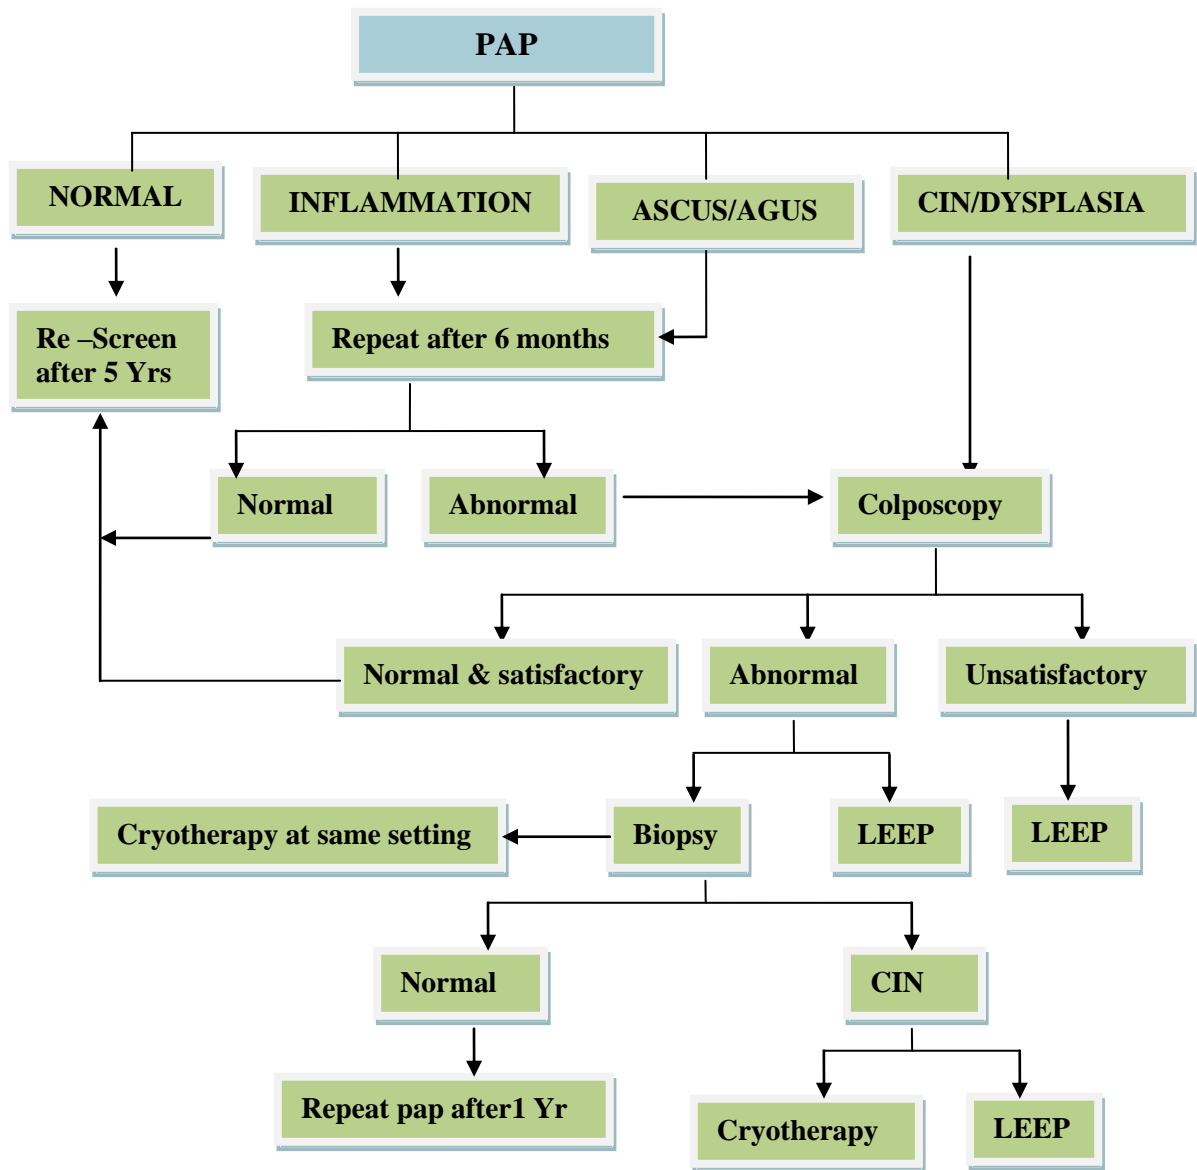 PAP
NORMAL
INFLAMMATION
ASCUS/AGUS
CIN/DYSPLASIA
Re –Screen
after 5 Yrs
Repeat after 6 months
Normal
Abnormal
Colposcopy
Normal & satisfactory
Abnormal
Unsatisfactory
Cryotherapy at same setting
Biopsy
LEEP
LEEP
Normal
CIN
Repeat pap after1 Yr
Cryotherapy
LEEP